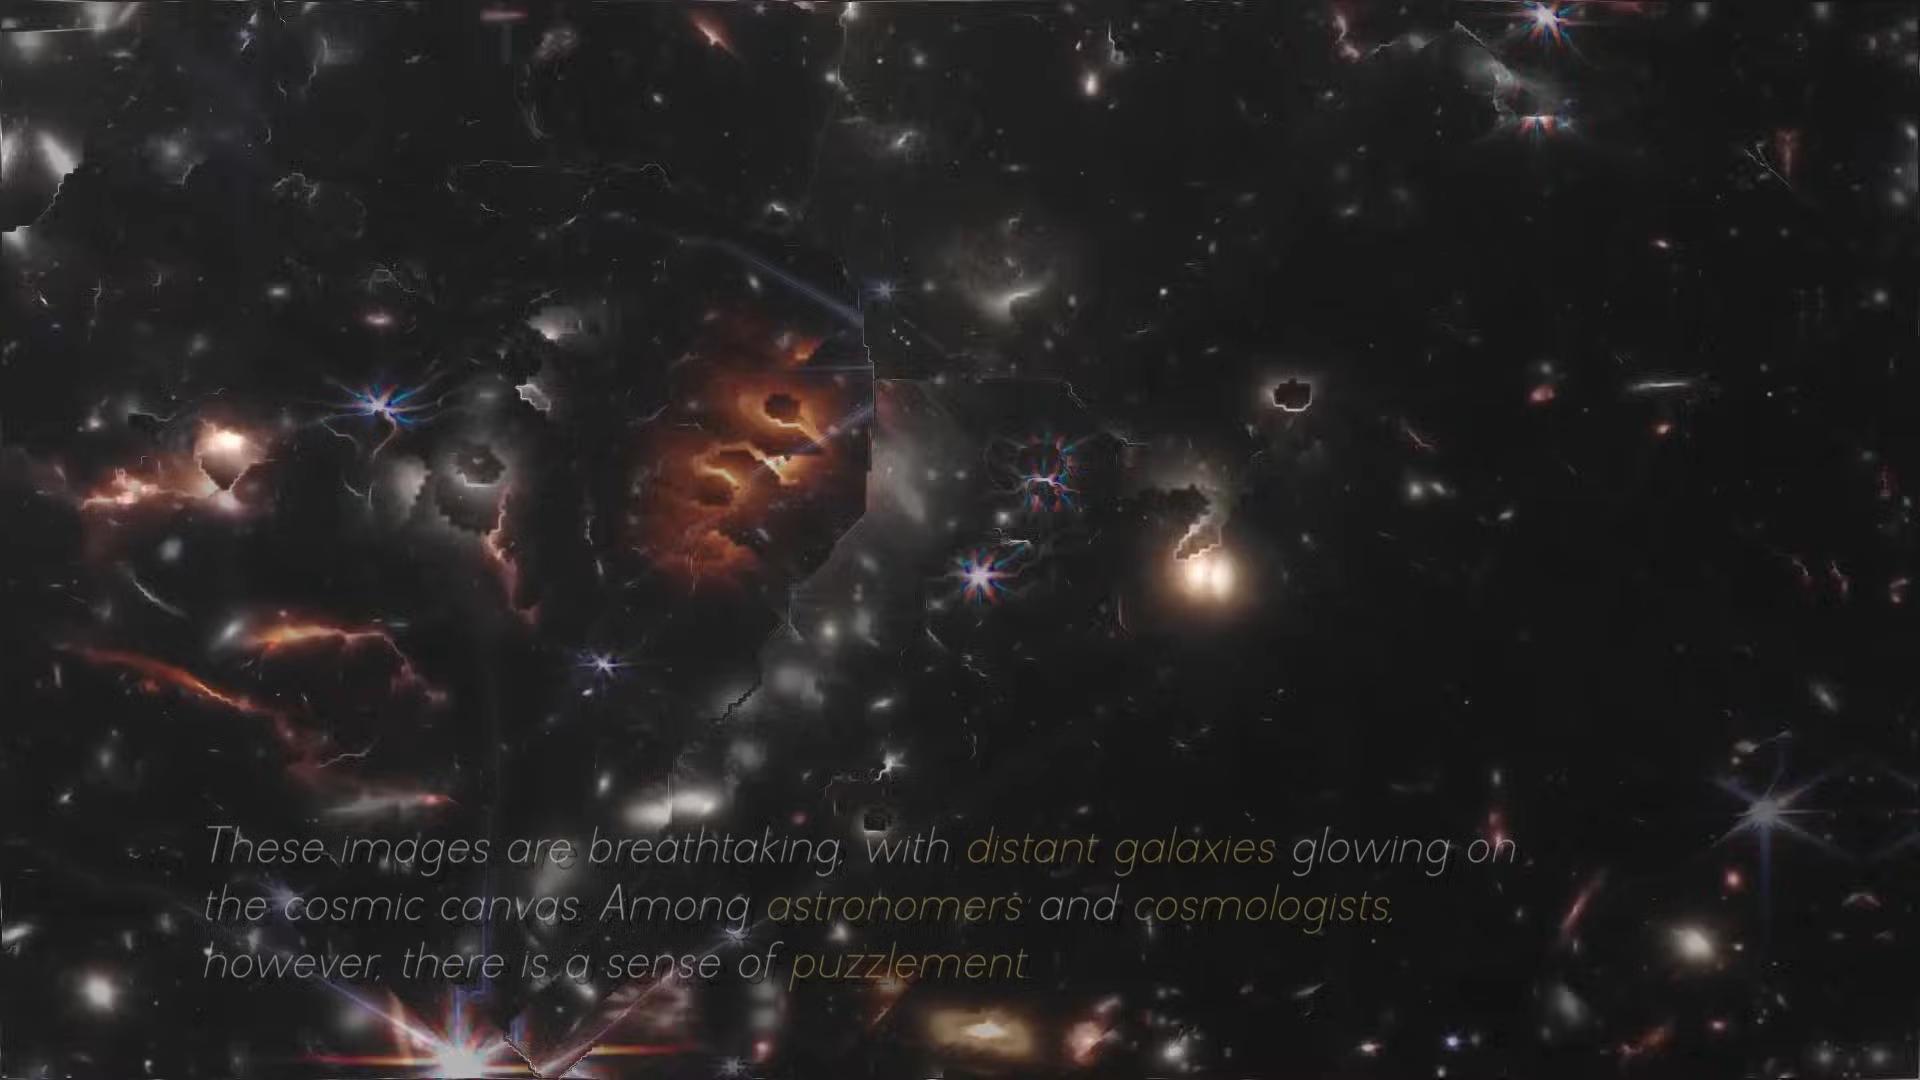 These images are breathtaking, with distant galaxies glowing on
the cosmic canvas. Among astronomers and cosmologists,
however, there is a sense of puzzlement.